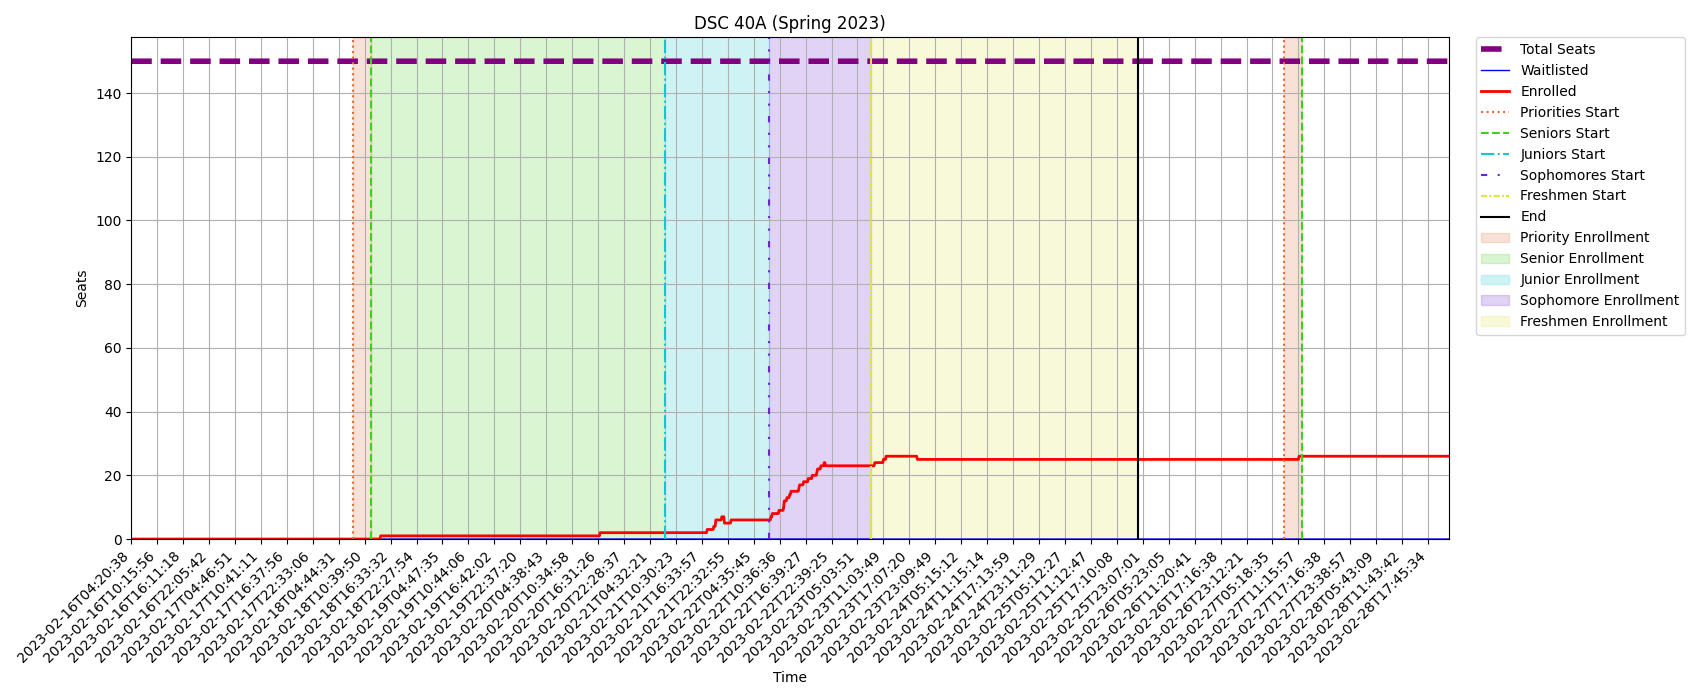 DSC 40A (Spring 2023)
Seats
140
120
100
80
60
40
20
0
2023-02-16T04:20:38
2023-02-16T10:15:56
2023-02-16T16:11:18
2023-02-16T22:05:42
2023-02-17T04:46:51
2023-02-17T10:41:11
2023-02-17T16:37:56
2023-02-17T22:33:06
2023-02-18T04:44:31
2023-02-18T10:39:50
2023-02-18T16:33:32
2023-02-18T22:27:54
2023-02-19T04:47:35
2023-02-19T10:44:06
2023-02-19T16:42:02
2023-02-19T22:37:20
2023-02-20T04:38:43
2023-02-20T10:34:58
2023-02-20T16:31:26
2023-02-20T22:28:37
2023-02-21T04:32:21
2023-02-21T10:30:23
2023-02-21T16:33:57
2023-02-21T22:32:55
2023-02-22T04:35:45
2023-02-22T10:36:36
2023-02-22T16:39:27
2023-02-22T22:39:25
2023-02-23T05:03:51
2023-02-23T11:03:49
2023-02-23T17:07:20
2023-02-23T23:09:49
2023-02-24T05:15:12
2023-02-24T11:15:14
2023-02-24T17:13:59
2023-02-24T23:11:29
2023-02-25T05:12:27
2023-02-25T11:12:47
2023-02-25T17:10:08
2023-02-25T23:07:01
2023-02-26T05:23:05
2023-02-26T11:20:41
2023-02-26T17:16:38
2023-02-26T23:12:21
2023-02-27T05:18:35
2023-02-27T11:15:57
2023-02-27T17:16:38
2023-02-27T23:38:57
2023-02-28T05:43:09
2023-02-28T11:43:42
2023-02-28T17:45:34
Time
Total Seats
Waitlisted
Enrolled
Priorities Start
Seniors Start
Juniors Start
Sophomores Start
Freshmen Start
End
Priority Enrollment
Senior Enrollment
Junior Enrollment
Sophomore Enrollment
Freshmen Enrollment